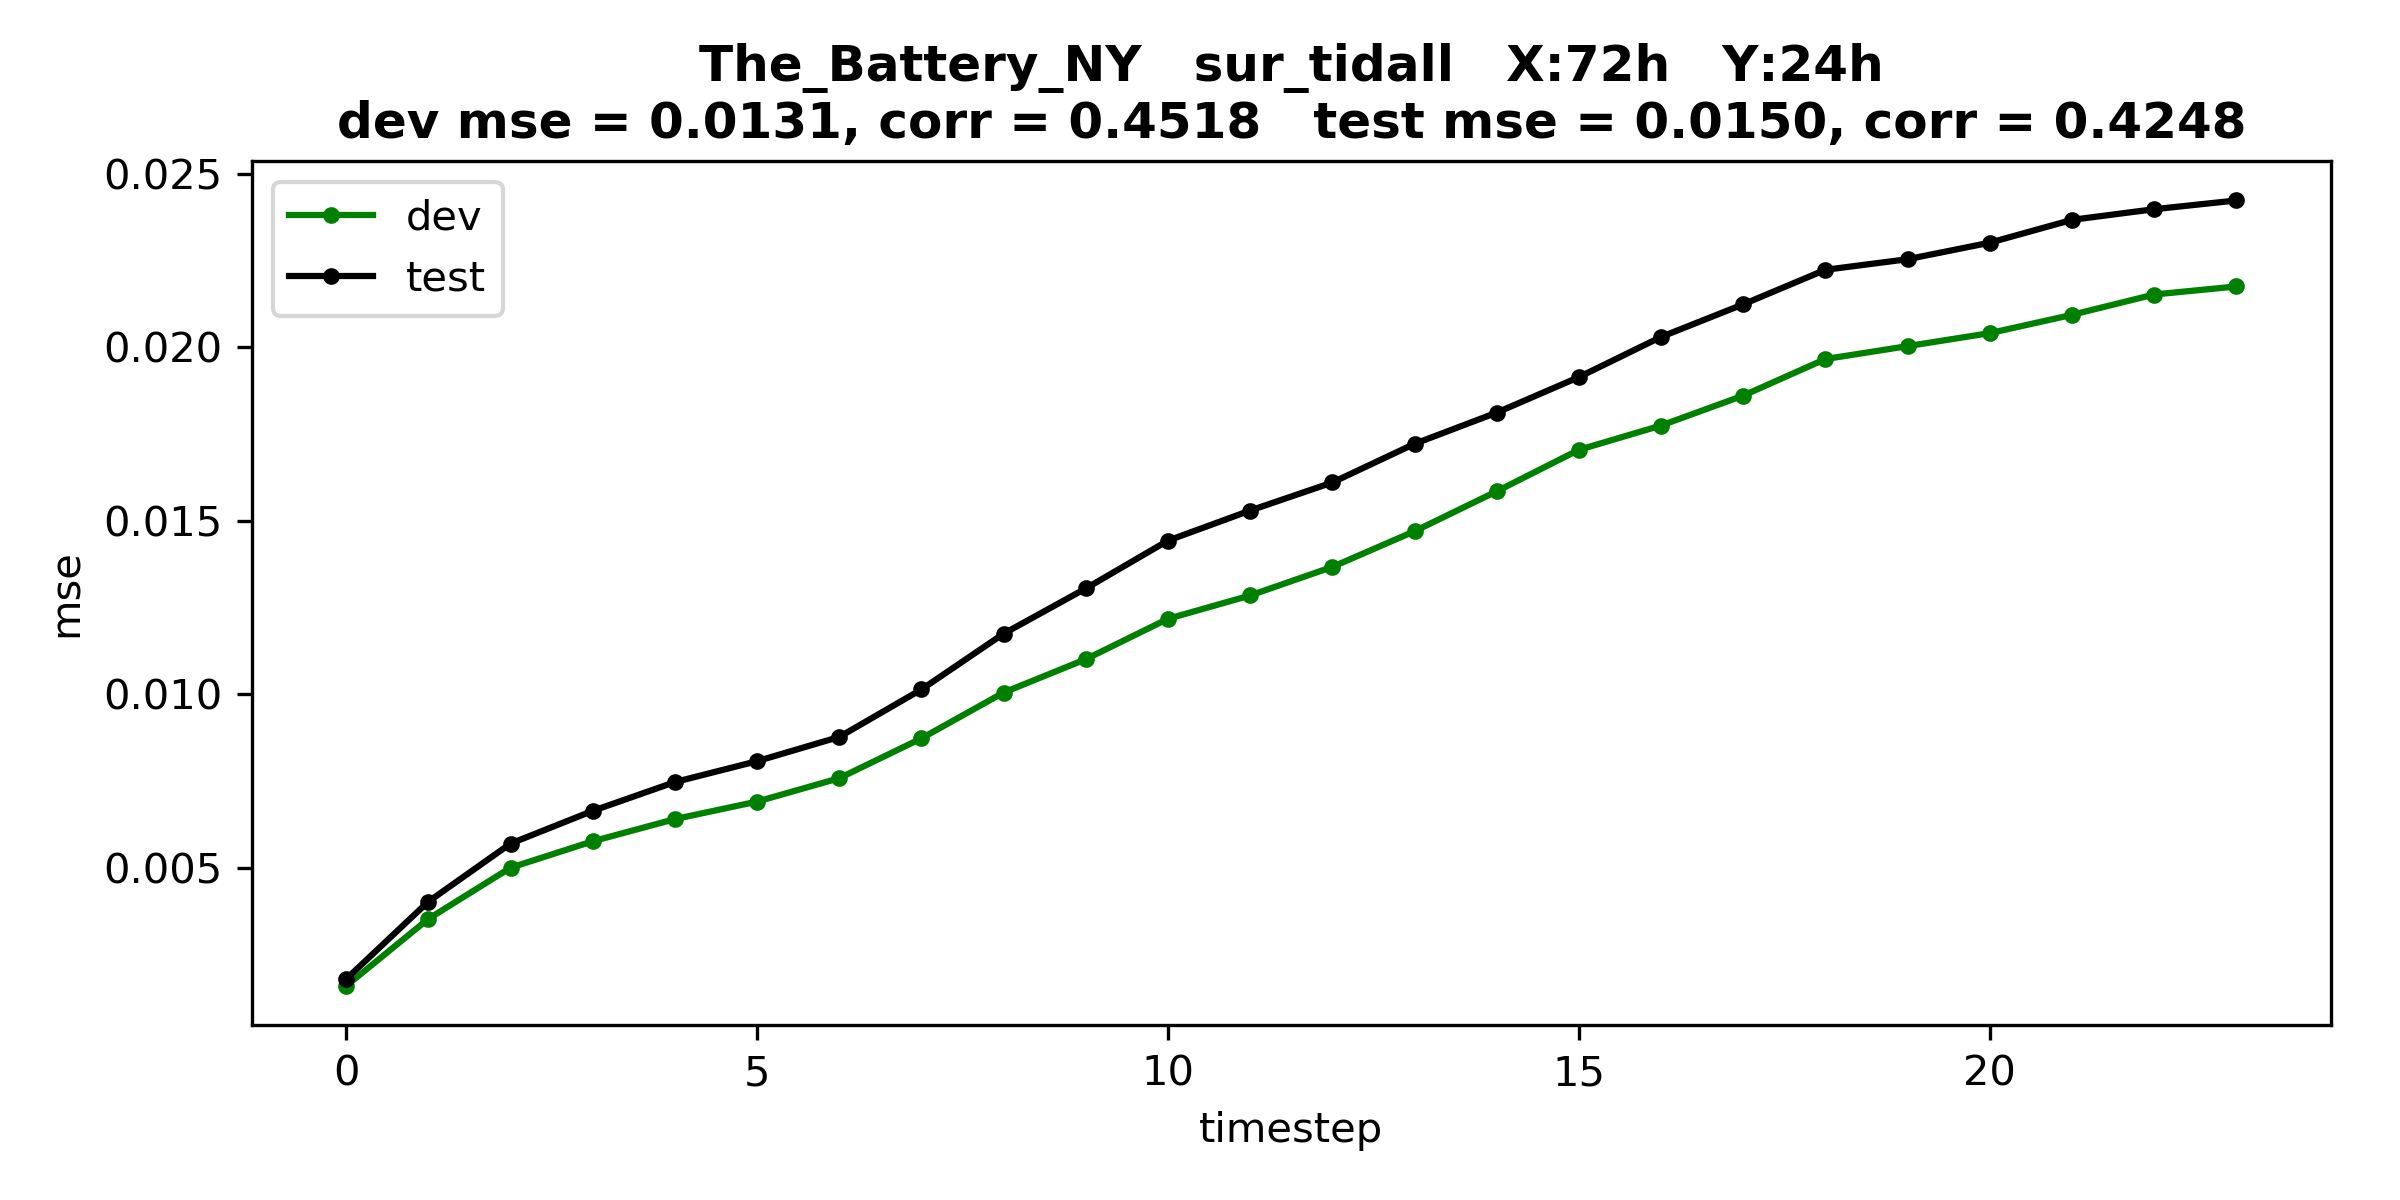 The_Battery_NY sur_tidall X:72h Y:24h
dev mse = 0.0131, corr = 0.4518 test mse = 0.0150, corr = 0.4248
dev
test
mse
0.025
0.020
0.015
0.010
0.005
0 5 10 15 20
timestep